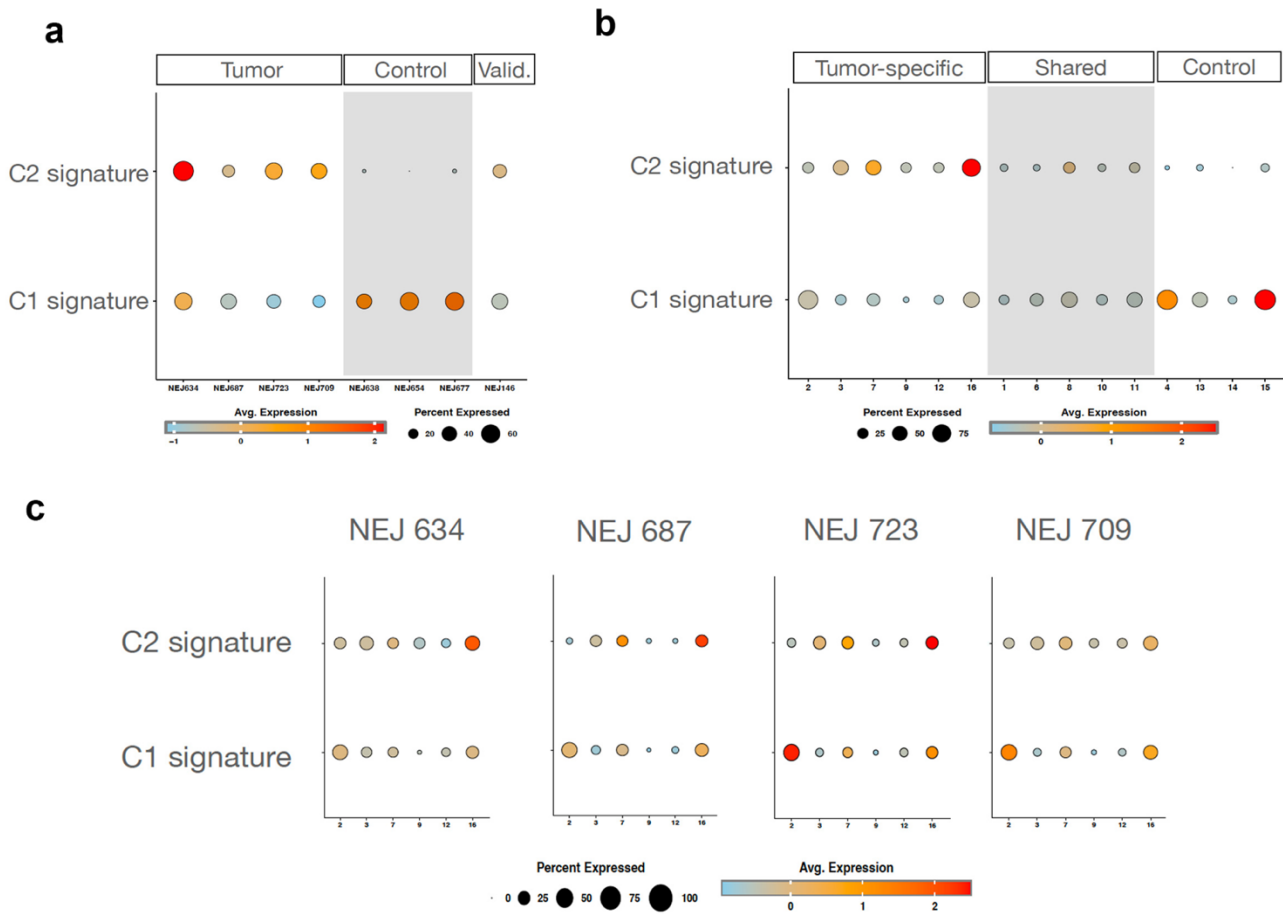 a
Tumor Control Valid.
C2 signature
C1 signature
NEJ634 NEJ687 NEJ723 NEJ709 NEJ638 NEJ654 NEJ677 NEJ146
Avg. Expression
−1 0 1 2
Percent Expressed
20 40 60
b
Tumor-specific Shared Control
C2 signature
C1 signature
2 3 7 9 12 16 1 6 8 10 11 4 13 14 15
Percent Expressed
25 50 75
Avg. Expression
0 1 2
c
NEJ 634 NEJ 687 NEJ 723 NEJ 709
C2 signature
C1 signature
2 3 7 9 12 16 2 3 7 9 12 16 2 3 7 9 12 16 2 3 7 9 12 16
Percent Expressed
0 25 50 75 100
Avg. Expression
0 1 2